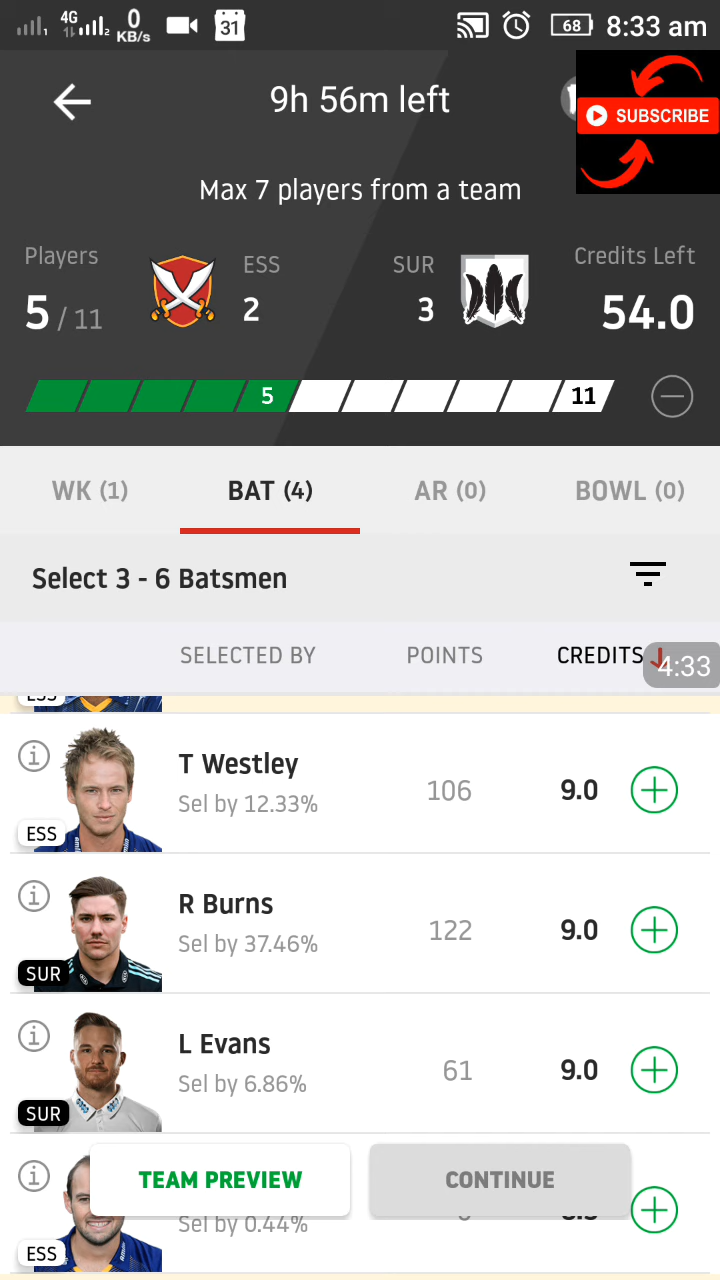 4G 0 KB/s 31 68 8:33 am
9h 56m left
SUBSCRIBE
Max 7 players from a team
Players ESS SUR Credits Left
5 / 11 2 3 54.0
5 11
WK (1) BAT (4) AR (0) BOWL (0)
Select 3 - 6 Batsmen
SELECTED BY POINTS CREDITS
4:33
T Westley
Sel by 12.33% 106 9.0
ESS
R Burns
Sel by 37.46% 122 9.0
SUR
L Evans
Sel by 6.86% 61 9.0
SUR
TEAM PREVIEW CONTINUE
Sel by 0.44%
ESS